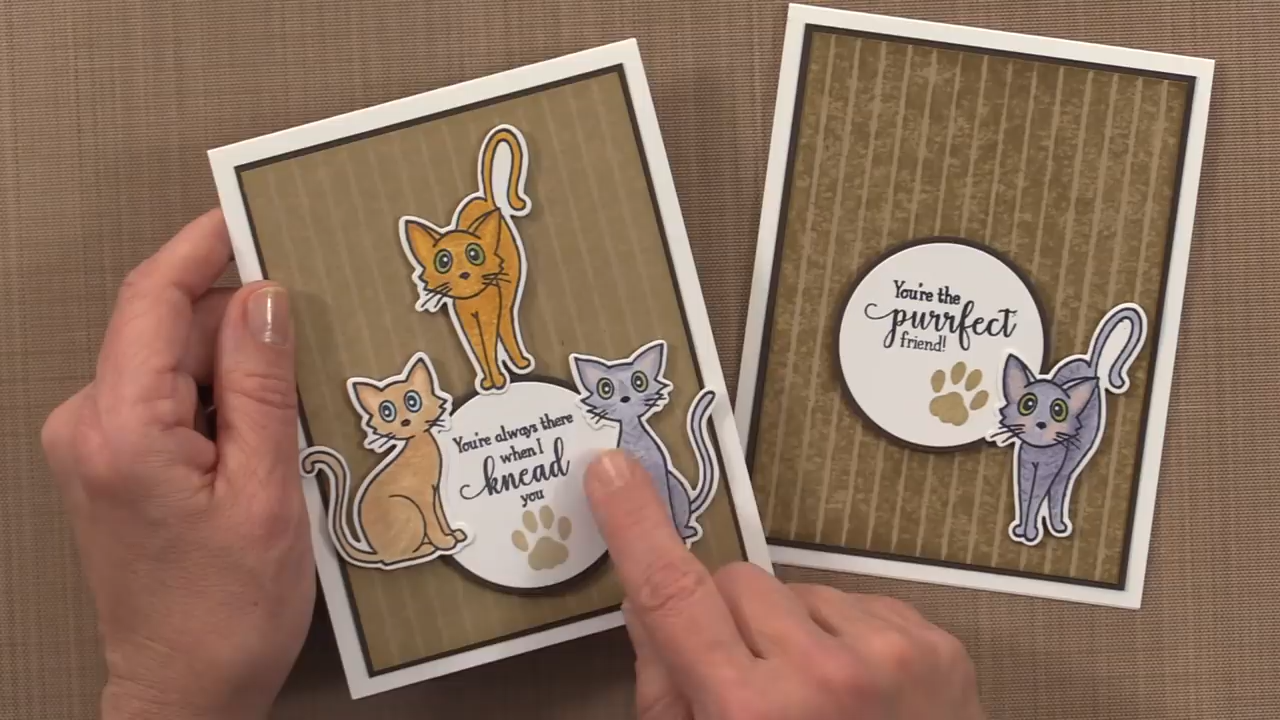 You're always there
when I
knead
you
You're the
purrfect
friend!